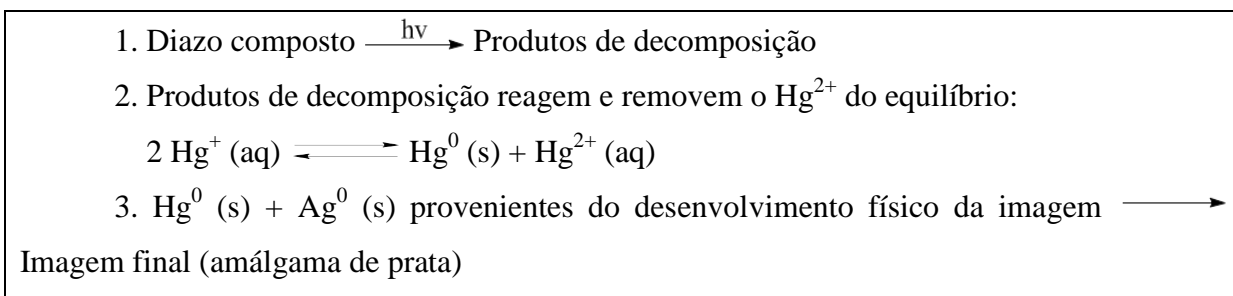 1. Diazo composto hv⟶ Produtos de decomposição
2. Produtos de decomposição reagem e removem o Hg²⁺ do equilíbrio:
2 Hg⁺ (aq) ⇌ Hg⁰ (s) + Hg²⁺ (aq)
3. Hg⁰ (s) + Ag⁰ (s) provenientes do desenvolvimento físico da imagem ⟶
Imagem final (amálgama de prata)